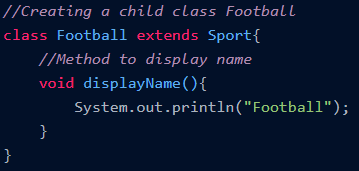 //Creating a child class Football
class Football extends Sport{
    //Method to display name
    void displayName(){
        System.out.println("Football");
    }
}